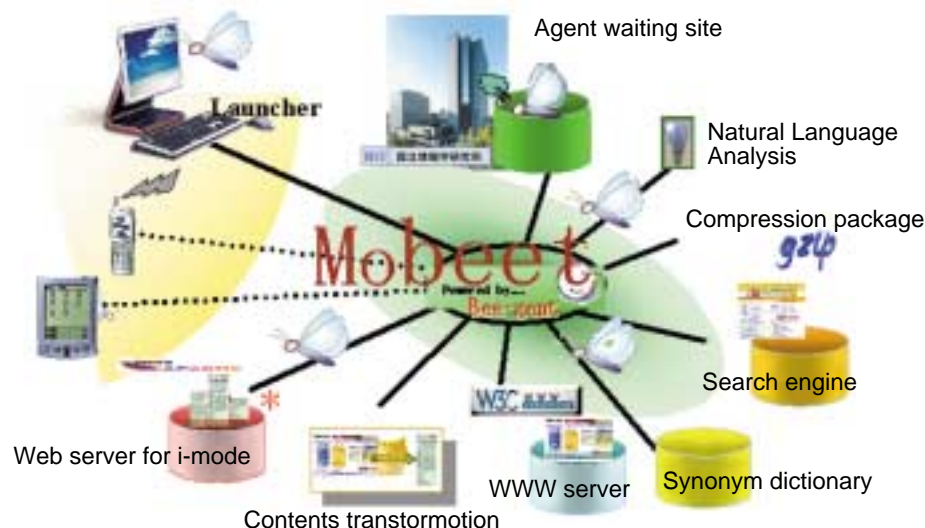 Agent waiting site
Launcher
Natural Language
Analysis
Compression package
gzip
Mobeet
Powered by...
Bee-gent
Search engine
*
W3C
Web server for i-mode
WWW server
Synonym dictionary
Contents transtormotion